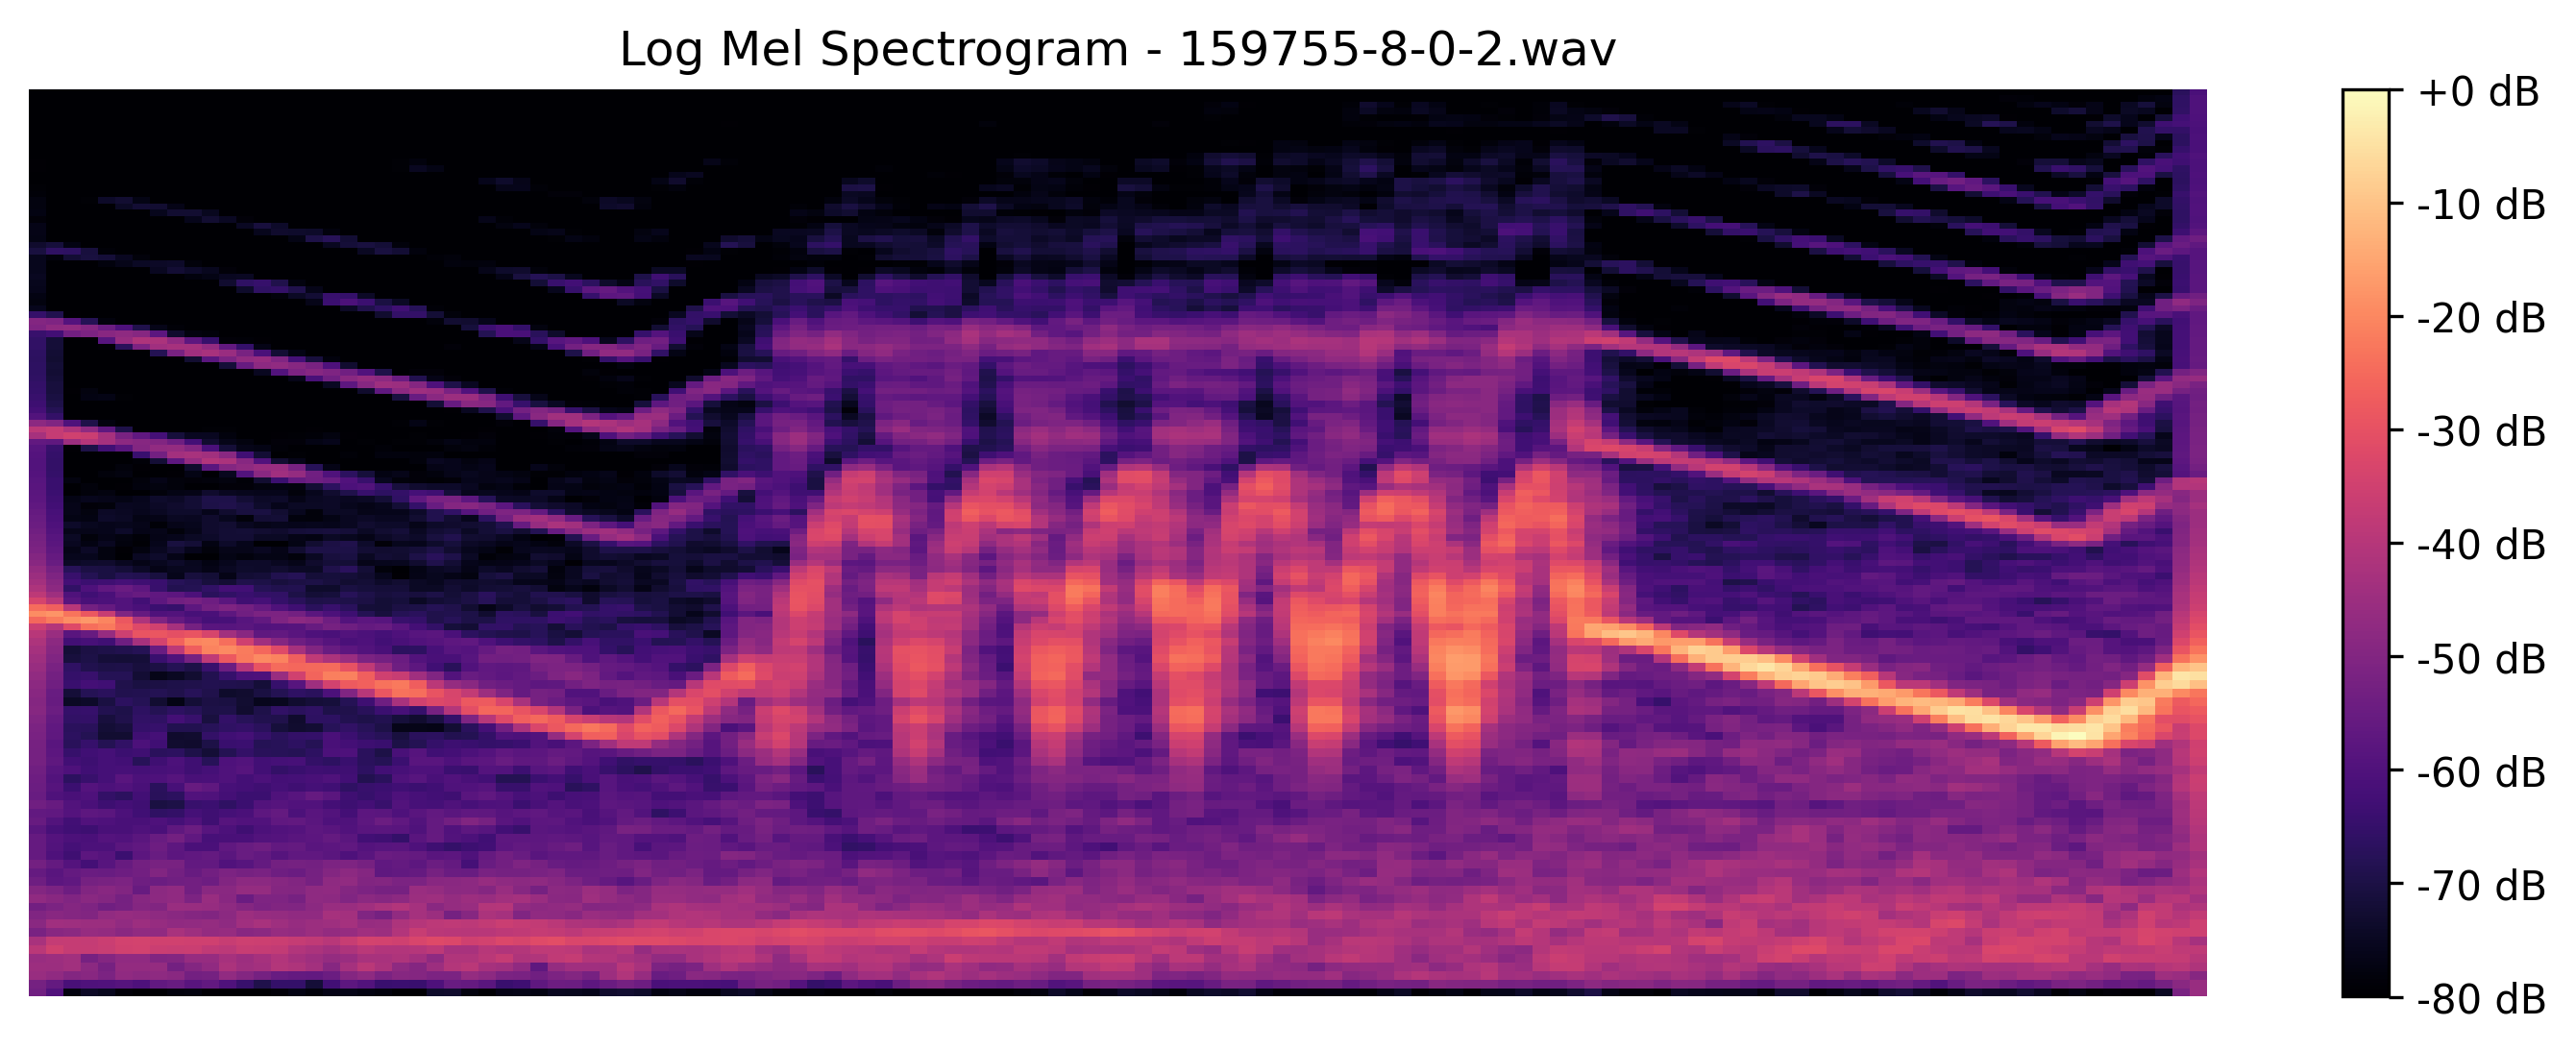 Log Mel Spectrogram - 159755-8-0-2.wav
+0 dB
-10 dB
-20 dB
-30 dB
-40 dB
-50 dB
-60 dB
-70 dB
-80 dB